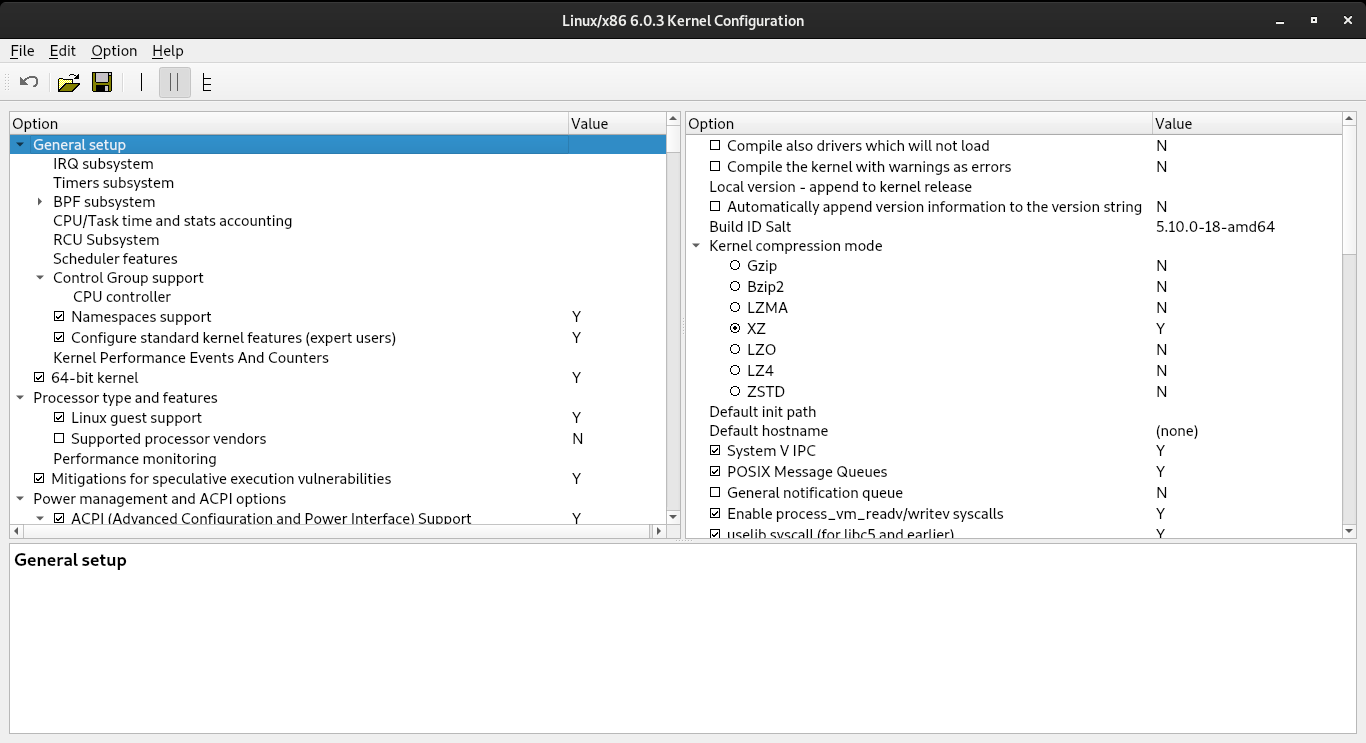 Linux/x86 6.0.3 Kernel Configuration
File Edit Option Help
Option Value
General setup
IRQ subsystem
Timers subsystem
BPF subsystem
CPU/Task time and stats accounting
RCU Subsystem
Scheduler features
Control Group support
CPU controller
Namespaces support Y
Configure standard kernel features (expert users) Y
Kernel Performance Events And Counters
64-bit kernel Y
Processor type and features
Linux guest support Y
Supported processor vendors N
Performance monitoring
Mitigations for speculative execution vulnerabilities Y
Power management and ACPI options
ACPI (Advanced Configuration and Power Interface) Support Y
Option Value
Compile also drivers which will not load N
Compile the kernel with warnings as errors N
Local version - append to kernel release
Automatically append version information to the version string N
Build ID Salt 5.10.0-18-amd64
Kernel compression mode
Gzip N
Bzip2 N
LZMA N
XZ Y
LZO N
LZ4 N
ZSTD N
Default init path
Default hostname (none)
System V IPC Y
POSIX Message Queues Y
General notification queue N
Enable process_vm_readv/writev syscalls Y
uselib syscall (for libc5 and earlier) Y
General setup